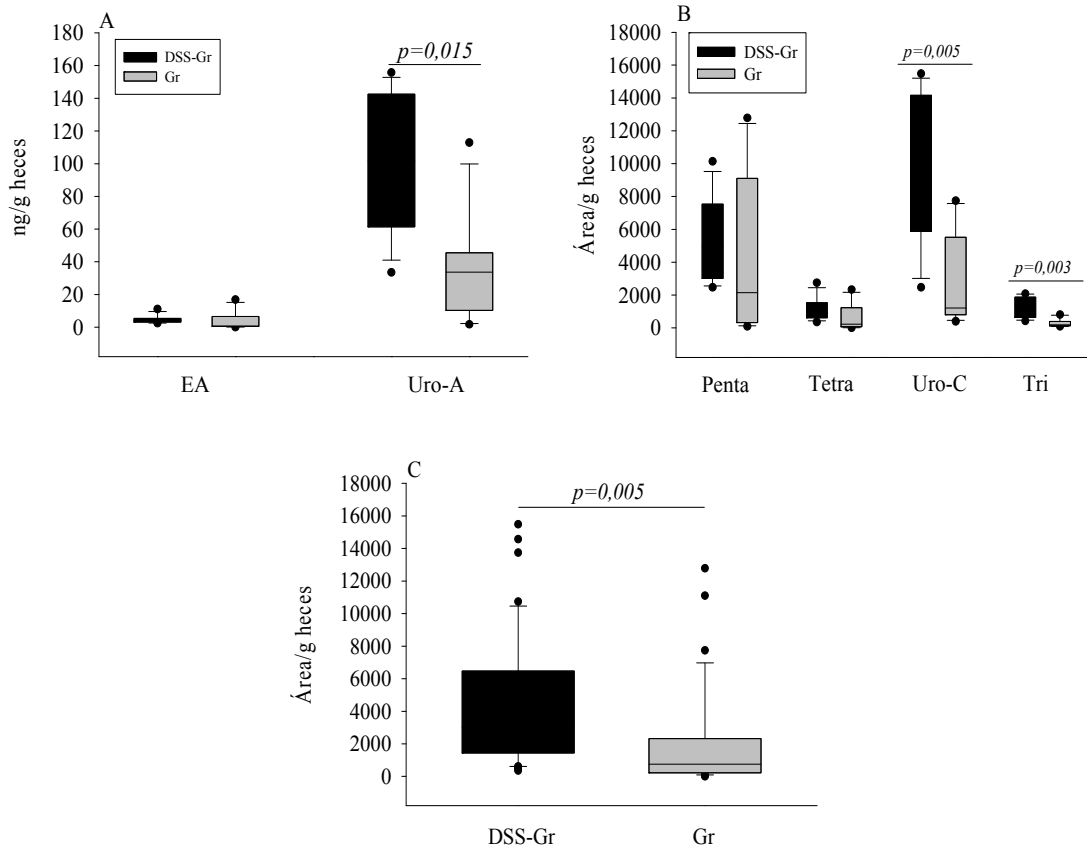 A
180
160
140
120
100
80
60
40
20
0
ng/g heces
DSS-Gr
Gr
p=0,015
EA
Uro-A
B
18000
16000
14000
12000
10000
8000
6000
4000
2000
0
Área/g heces
DSS-Gr
Gr
p=0,005
p=0,003
Penta
Tetra
Uro-C
Tri
C
18000
16000
14000
12000
10000
8000
6000
4000
2000
0
Área/g heces
p=0,005
DSS-Gr
Gr